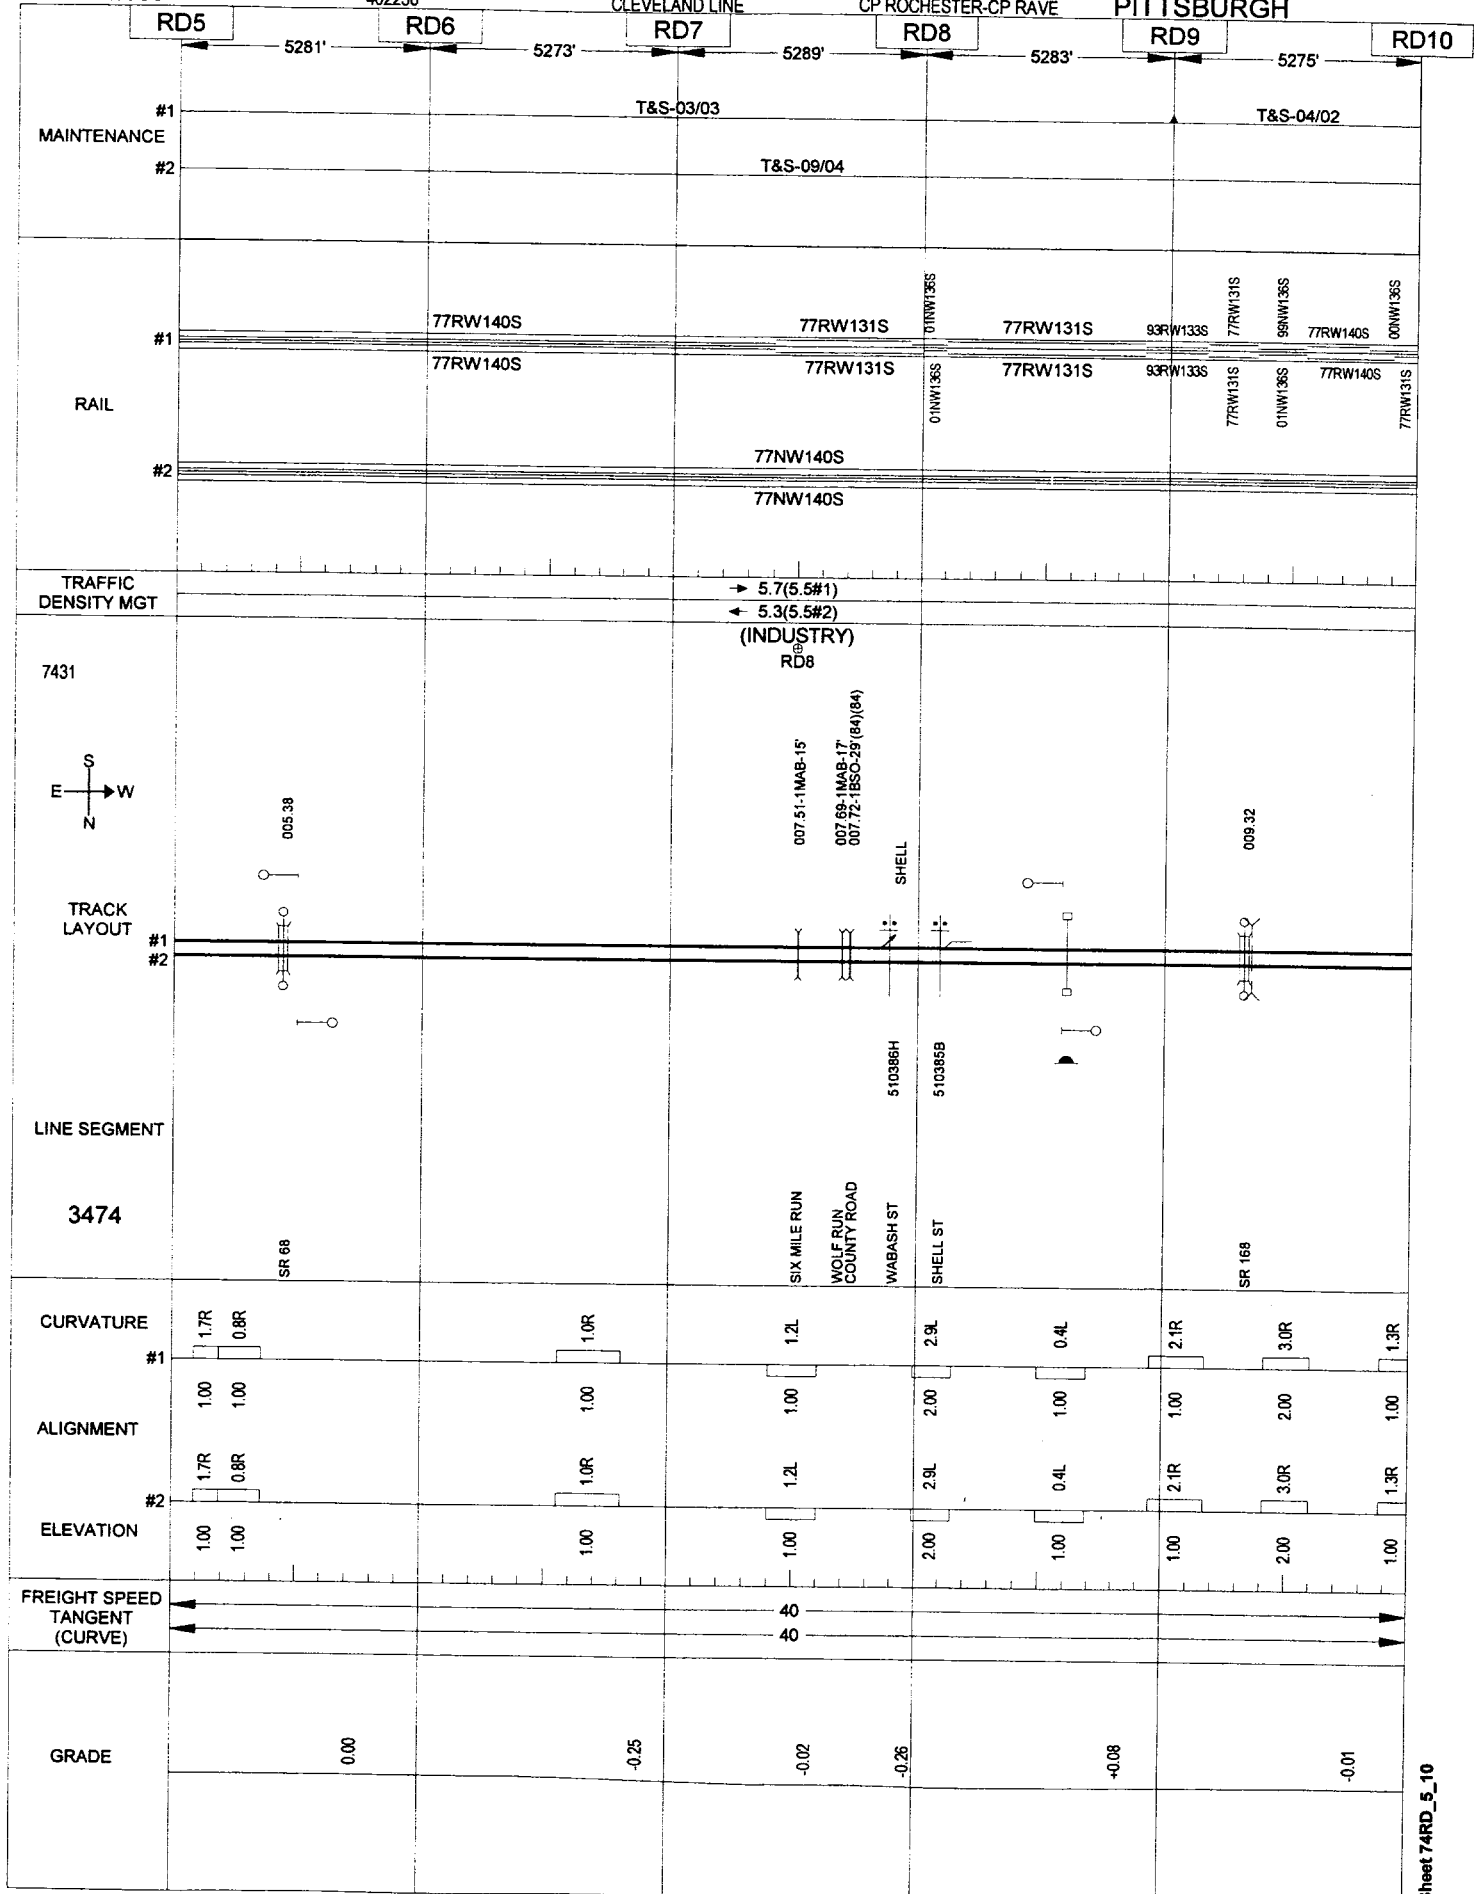 CLEVELAND LINE
CP ROCHESTER-CP RAVE
PITTSBURGH
RD5
RD6
RD7
RD8
RD9
RD10
5281'
5273'
5289'
5283'
5275'
MAINTENANCE
#1
T&S-03/03
T&S-04/02
#2
T&S-09/04
RAIL
#1
77RW140S
77RW131S
01NW136S
77RW131S
93RW133S
77RW131S
99NW136S
77RW140S
00NW136S
77RW140S
77RW131S
01NW136S
77RW131S
93RW133S
77RW131S
01NW136S
77RW140S
77RW131S
#2
77NW140S
77NW140S
TRAFFIC
DENSITY MGT
5.7(5.5#1)
5.3(5.5#2)
(INDUSTRY)
RD8
7431
S
E
W
N
005.38
007.51-1MAB-15'
007.69-1MAB-17'
007.72-1BSO-29'(84)(84)
SHELL
009.32
TRACK
LAYOUT
#1
#2
510386H
510385B
LINE SEGMENT
3474
SR 68
SIX MILE RUN
WOLF RUN
COUNTY ROAD
WABASH ST
SHELL ST
SR 168
CURVATURE
#1
1.7R
0.8R
1.0R
1.2L
2.9L
0.4L
2.1R
3.0R
1.3R
1.00
1.00
1.00
1.00
2.00
1.00
1.00
2.00
1.00
ALIGNMENT
#2
1.7R
0.8R
1.0R
1.2L
2.9L
0.4L
2.1R
3.0R
1.3R
ELEVATION
1.00
1.00
1.00
1.00
2.00
1.00
1.00
2.00
1.00
FREIGHT SPEED
TANGENT
(CURVE)
40
40
GRADE
0.00
-0.25
-0.02
-0.26
+0.08
-0.01
Sheet 74RD_5_10